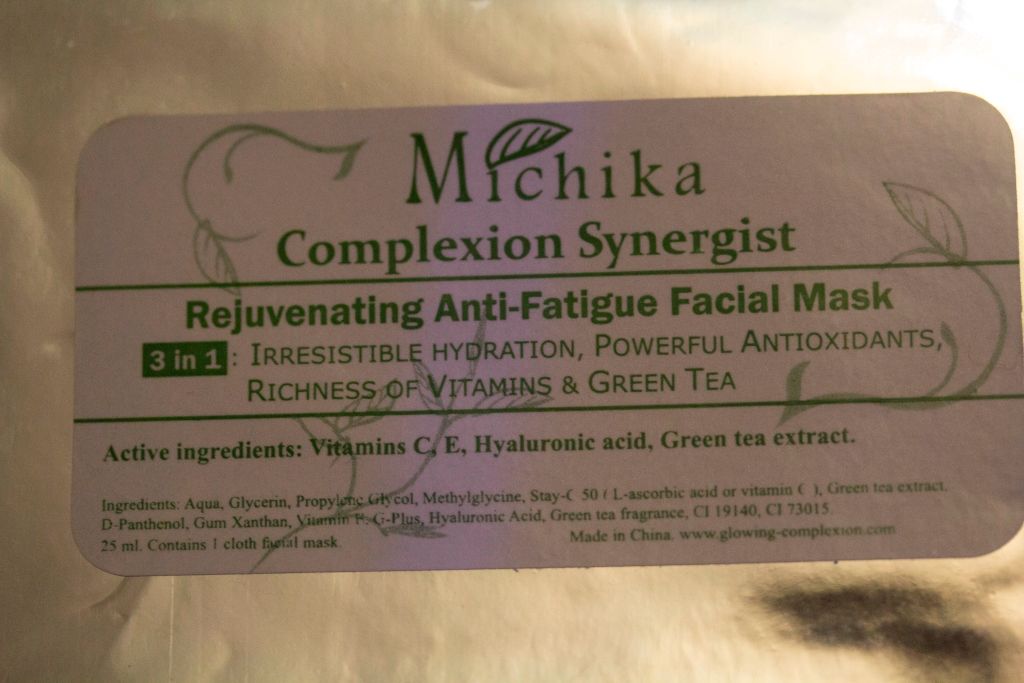 Michika
Complexion Synergist
Rejuvenating Anti-Fatigue Facial Mask
3 in 1 : IRRESISTIBLE HYDRATION, POWERFUL ANTIOXIDANTS,
RICHNESS OF VITAMINS & GREEN TEA
Active ingredients: Vitamins C, E, Hyaluronic acid, Green tea extract.
Ingredients: Aqua, Glycerin, Propylene Glycol, Methylglycine, Stay-C 50 ( L-ascorbic acid or vitamin C ), Green tea extract.
D-Panthenol, Gum Xanthan, Vitamin E, G-Plus, Hyaluronic Acid, Green tea fragrance, CI 19140, CI 73015.
25 ml. Contains 1 cloth facial mask. Made in China. www.glowing-complexion.com